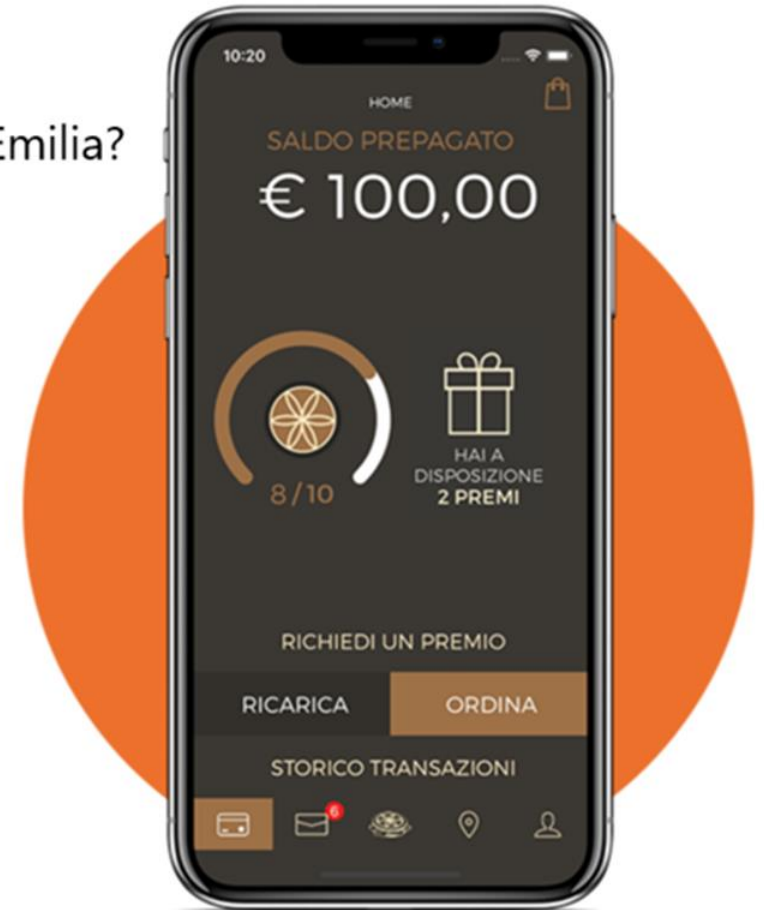 Emilia?
10:20
HOME
SALDO PREPAGATO
€ 100,00
8/10
HAI A
DISPOSIZIONE
2 PREMI
RICHIEDI UN PREMIO
RICARICA
ORDINA
STORICO TRANSAZIONI
6